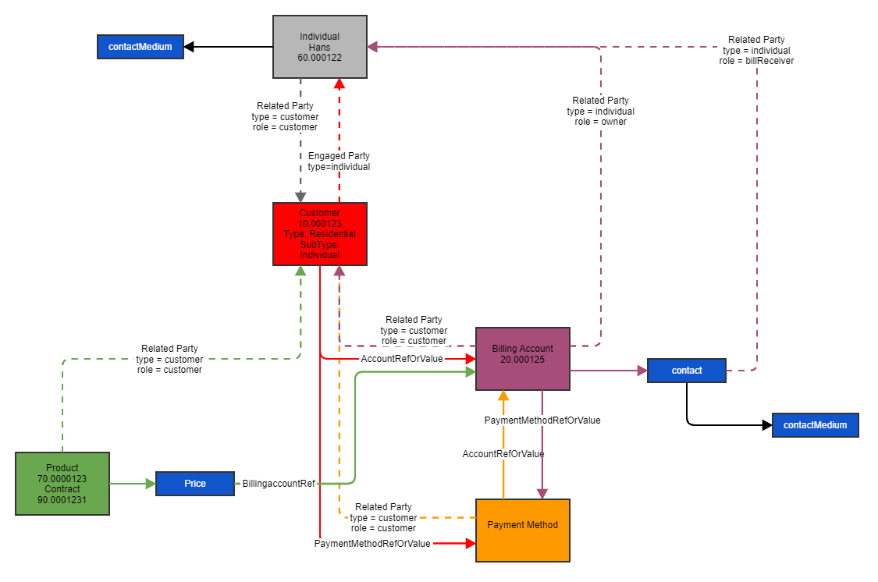 Individual
Hans
60.000122
contactMedium
Related Party
type = individual
role = billReceiver
Related Party
type = customer
role = customer
Related Party
type = individual
role = owner
Engaged Party
type=individual
Customer
10.000123
Type: Residential
SubType:
Individual
Related Party
type = customer
role = customer
Related Party
type = customer
role = customer
AccountRefOrValue
Billing Account
20.000125
contact
PaymentMethodRefOrValue
contactMedium
AccountRefOrValue
Product
70.0000123
Contract
90.0001231
Price
BillingaccountRef
Related Party
type = customer
role = customer
Payment Method
PaymentMethodRefOrValue